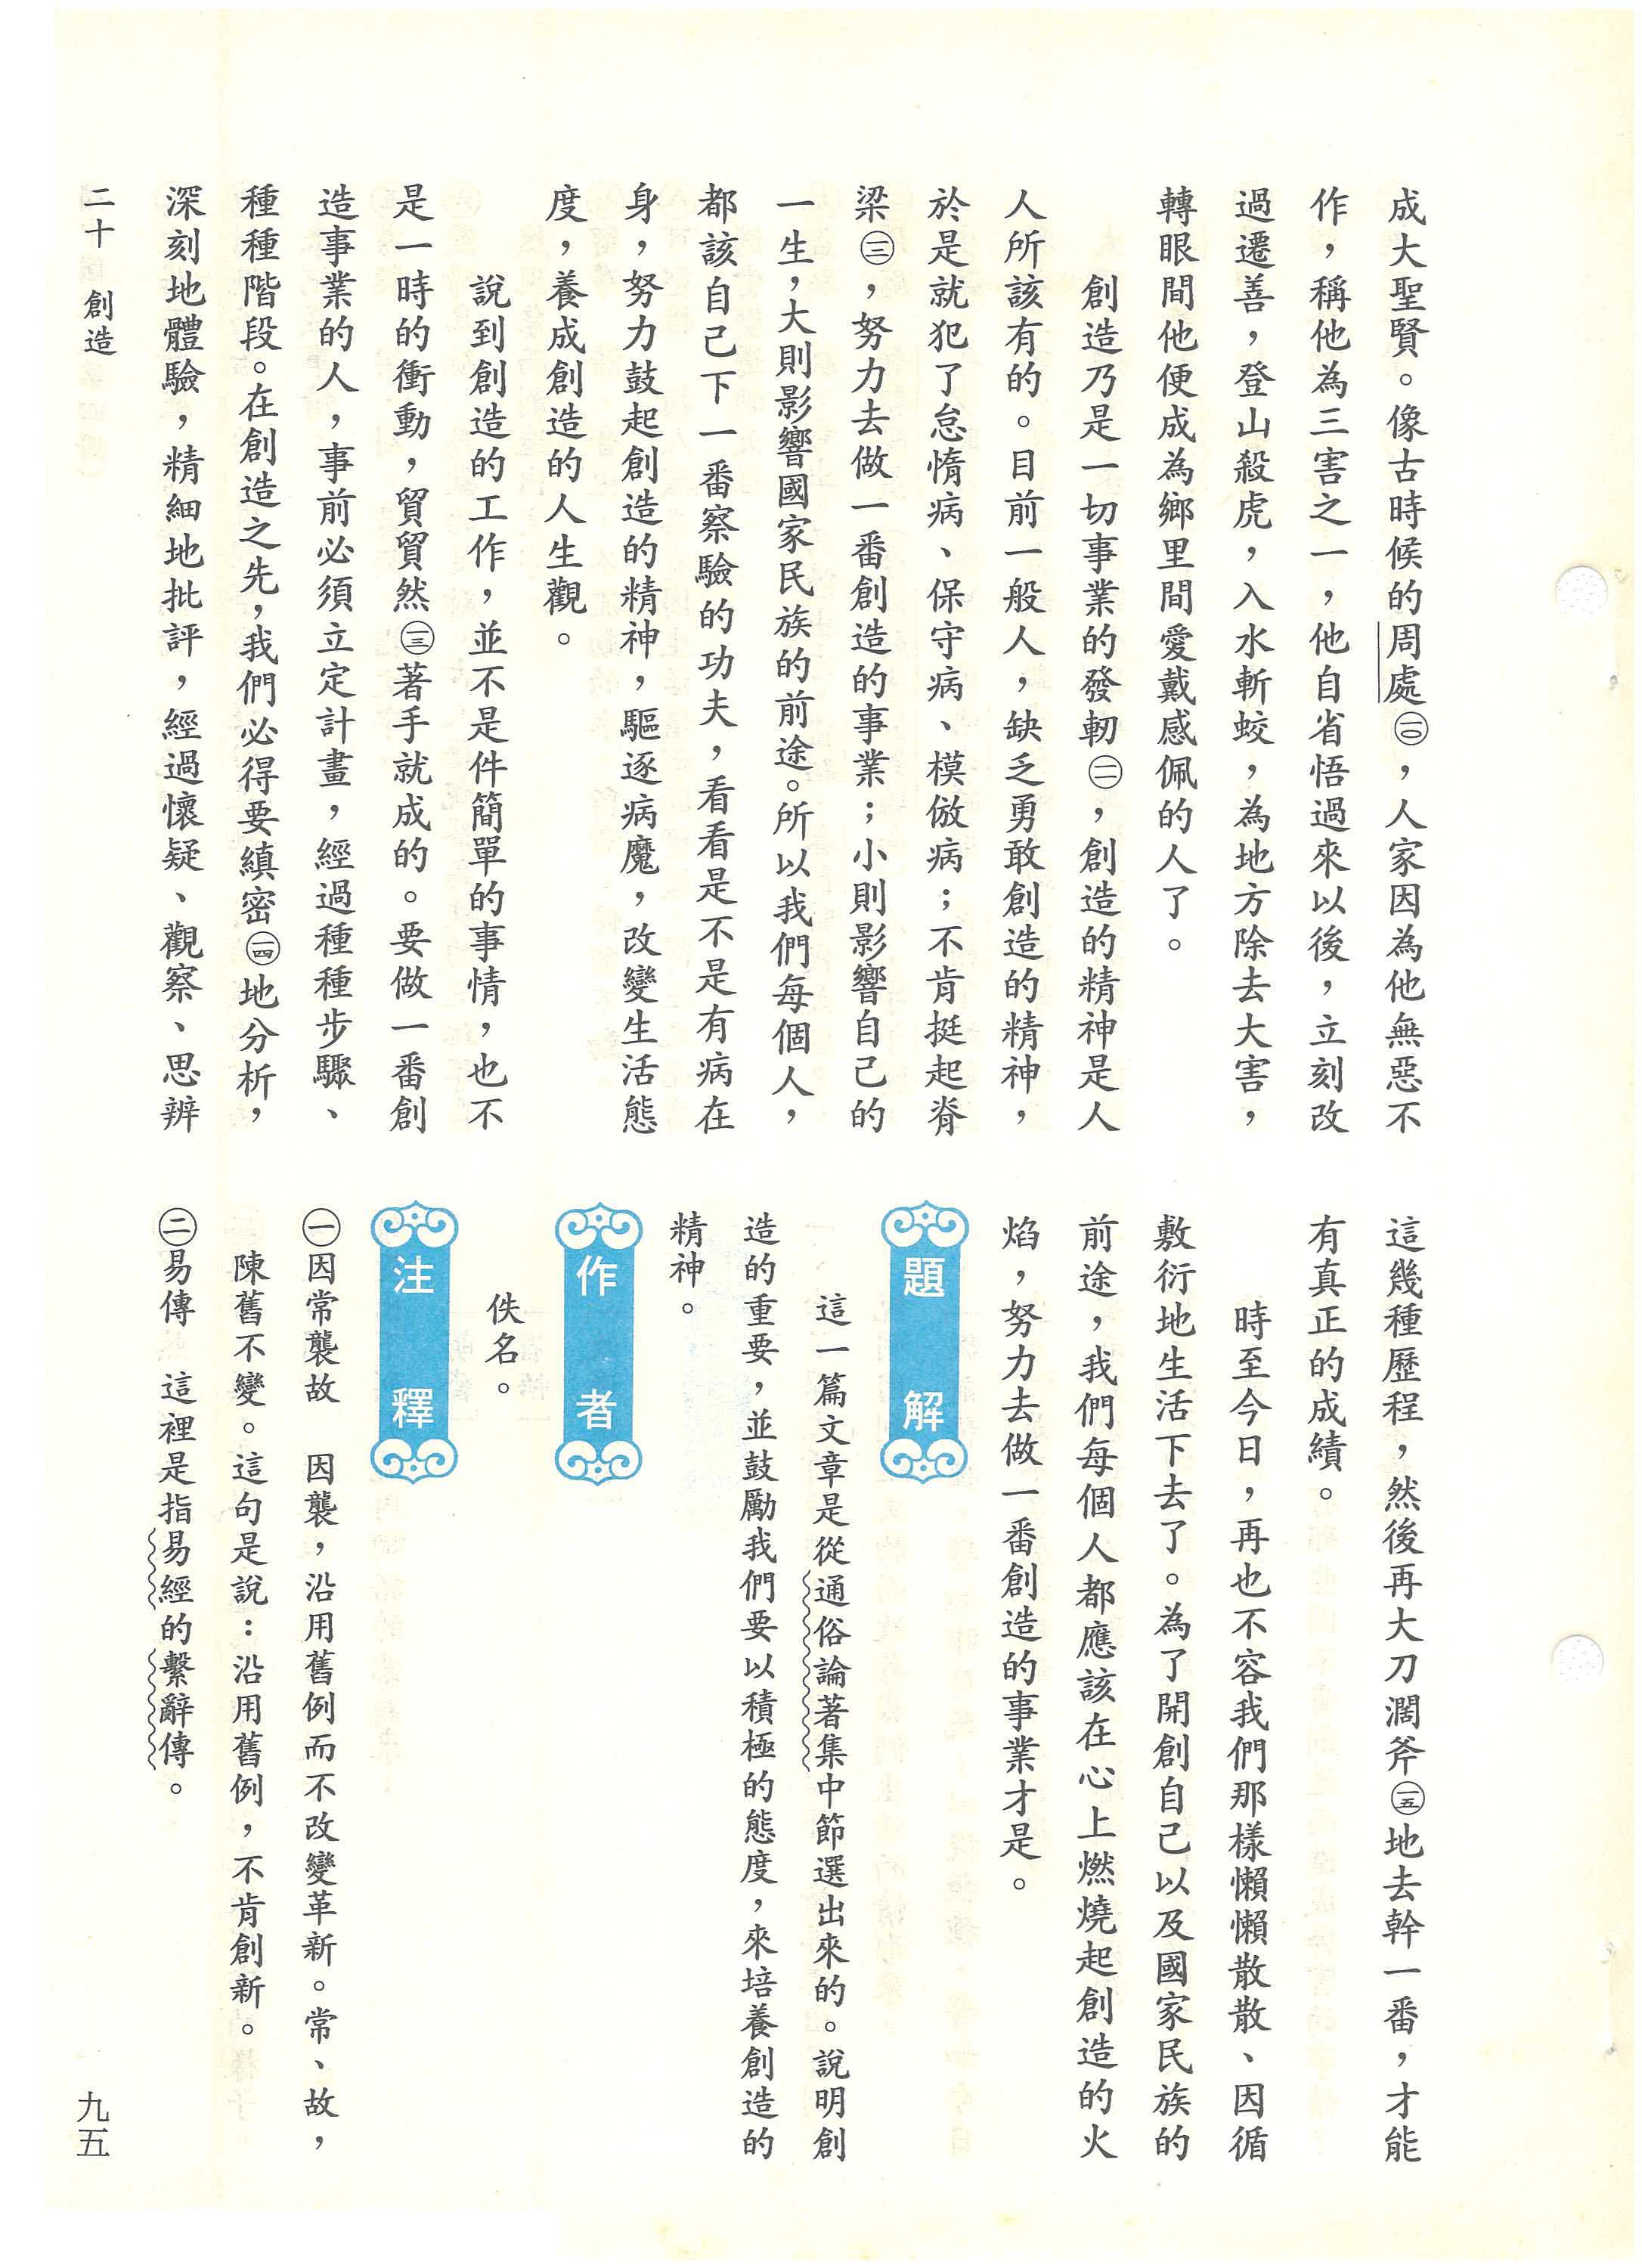 成大聖賢。像古時候的周處㊉，人家因為他無惡不
作，稱他為三害之一，他自省悟過來以後，立刻改
過遷善，登山殺虎，入水斬蛟，為地方除去大害，
轉眼間他便成為鄉里間愛戴感佩的人了。
創造乃是一切事業的發軔㈡，創造的精神是人
人所該有的。目前一般人，缺乏勇敢創造的精神，
於是就犯了怠惰病、保守病、模倣病；不肯挺起脊
梁㊂，努力去做一番創造的事業；小則影響自己的
一生，大則影響國家民族的前途。所以我們每個人，
都該自己下一番察驗的功夫，看看是不是有病在
身，努力鼓起創造的精神，驅逐病魔，改變生活態
度，養成創造的人生觀。
說到創造的工作，並不是件簡單的事情，也不
是一時的衝動，貿貿然㊀㊂著手就成的。要做一番創
造事業的人，事前必須立定計畫，經過種種步驟、
種種階段。在創造之先，我們必得要縝密㊀㊃地分析，
深刻地體驗，精細地批評，經過懷疑、觀察、思辨
這幾種歷程，然後再大刀濶斧㊀㊄地去幹一番，才能
有真正的成績。
時至今日，再也不容我們那樣懶懶散散、因循
敷衍地生活下去了。為了開創自己以及國家民族的
前途，我們每個人都應該在心上燃燒起創造的火
焰，努力去做一番創造的事業才是。
題解
這一篇文章是從通俗論著集中節選出來的。說明創
造的重要，並鼓勵我們要以積極的態度，來培養創造的
精神。
作者
佚名。
注釋
㊀因常襲故　因襲，沿用舊例而不改變革新。常、故，
陳舊不變。這句是說：沿用舊例，不肯創新。
㊁易傳　這裡是指易經的繫辭傳。
二十　創造
九五